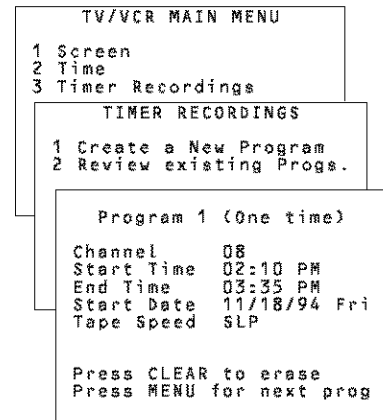 TV/VCR MAIN MENU
1 Screen
2 Time
3 Timer Recordings
TIMER RECORDINGS
1 Create a New Program
2 Review existing Progs.
Program 1 (One time)
Channel 08
Start Time 02:10 PM
End Time 03:35 PM
Start Date 11/18/94 Fri
Tape Speed SLP
Press CLEAR to erase
Press MENU for next prog